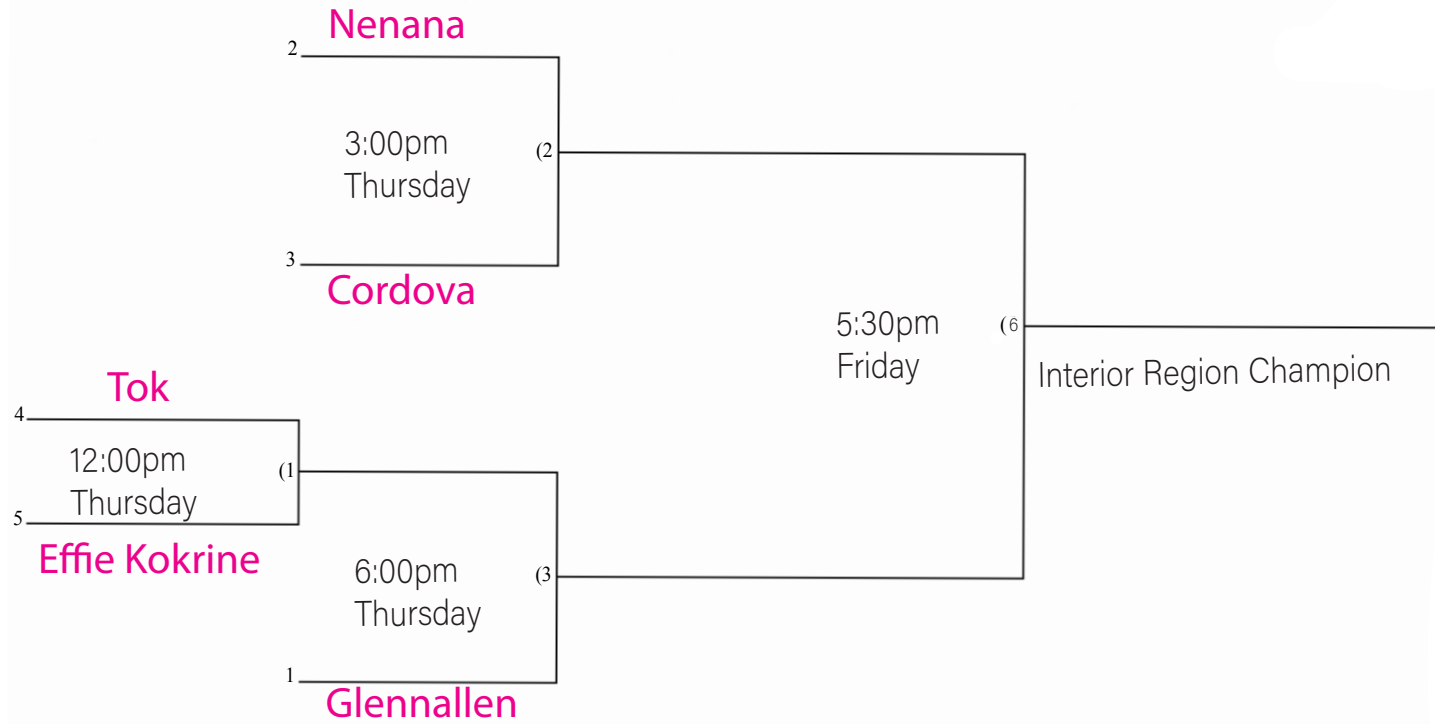 Nenana
2
3:00pm
Thursday
(2
3
Cordova
5:30pm
Friday
(6
Interior Region Champion
Tok
4
12:00pm
Thursday
(1
5
Effie Kokrine
6:00pm
Thursday
(3
1
Glennallen